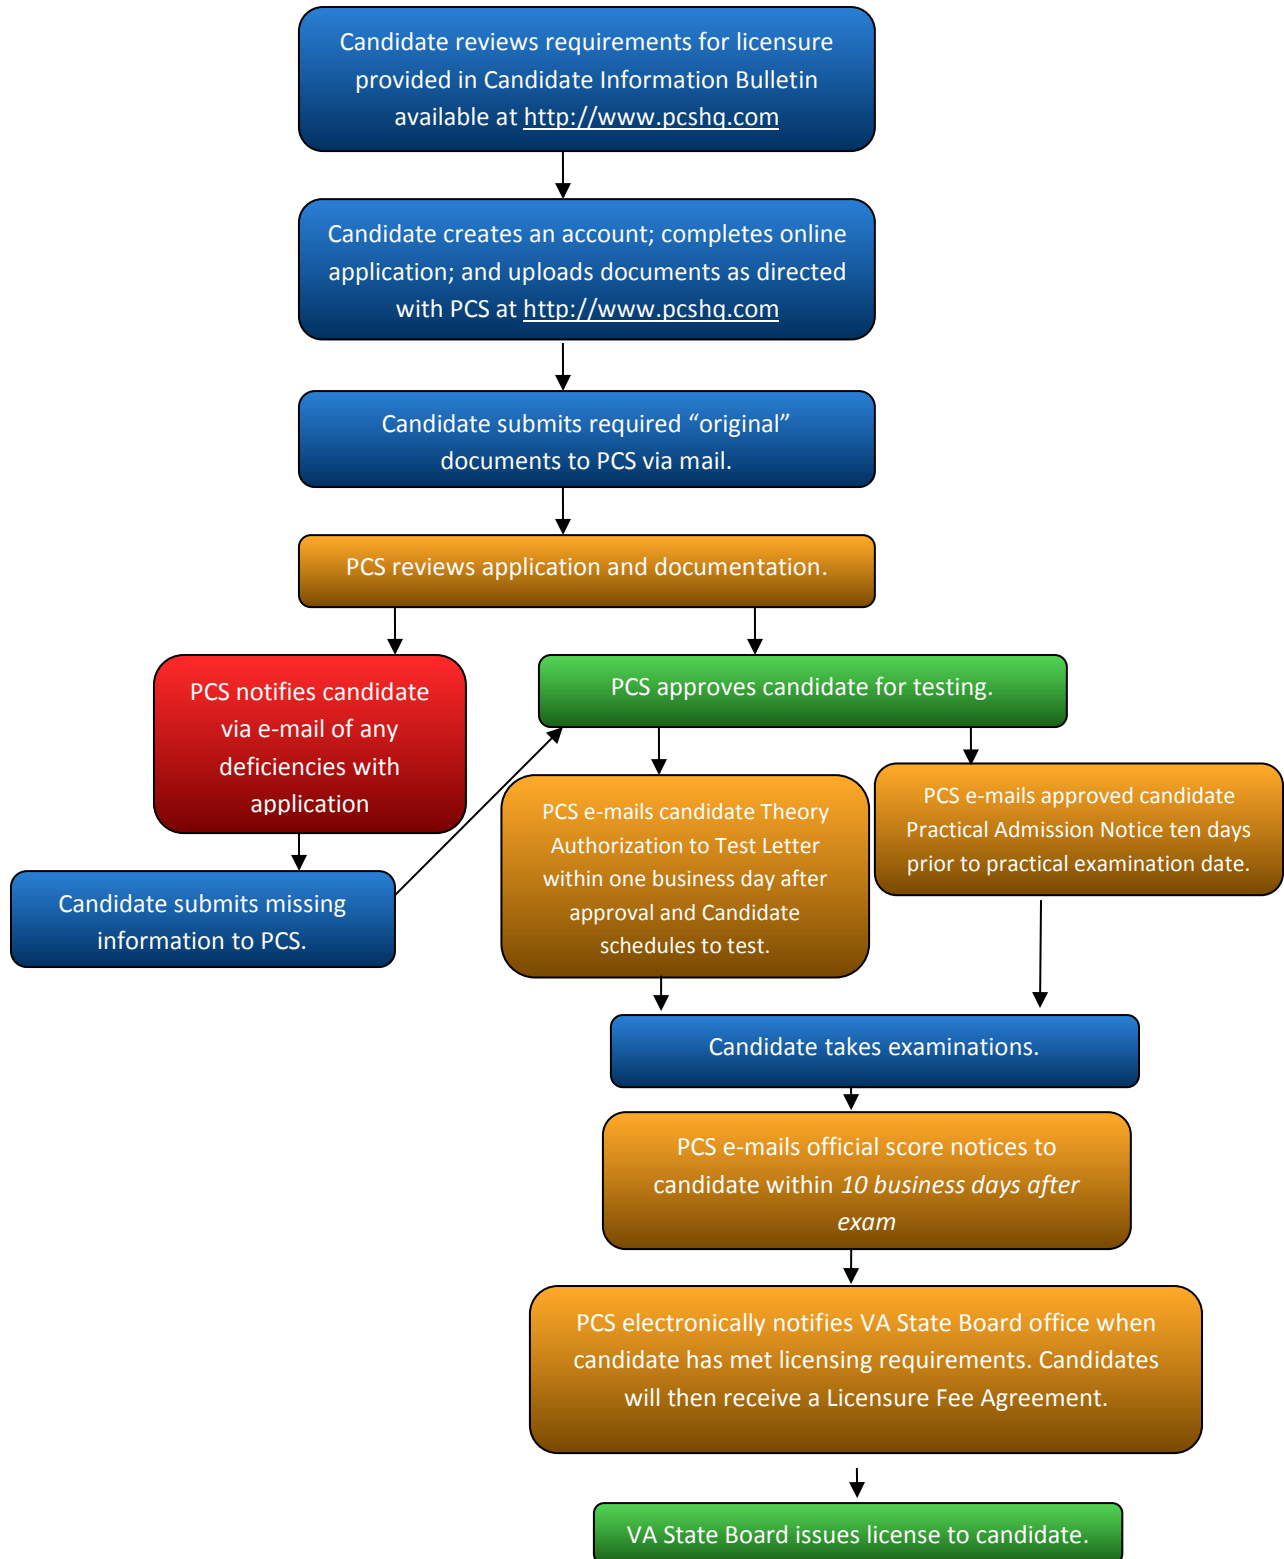 Candidate reviews requirements for licensure
provided in Candidate Information Bulletin
available at http://www.pcshq.com
Candidate creates an account; completes online
application; and uploads documents as directed
with PCS at http://www.pcshq.com
Candidate submits required “original”
documents to PCS via mail.
PCS reviews application and documentation.
PCS notifies candidate
via e-mail of any
deficiencies with
application
PCS approves candidate for testing.
Candidate submits missing
information to PCS.
PCS e-mails candidate Theory
Authorization to Test Letter
within one business day after
approval and Candidate
schedules to test.
PCS e-mails approved candidate
Practical Admission Notice ten days
prior to practical examination date.
Candidate takes examinations.
PCS e-mails official score notices to
candidate within 10 business days after
exam
PCS electronically notifies VA State Board office when
candidate has met licensing requirements. Candidates
will then receive a Licensure Fee Agreement.
VA State Board issues license to candidate.